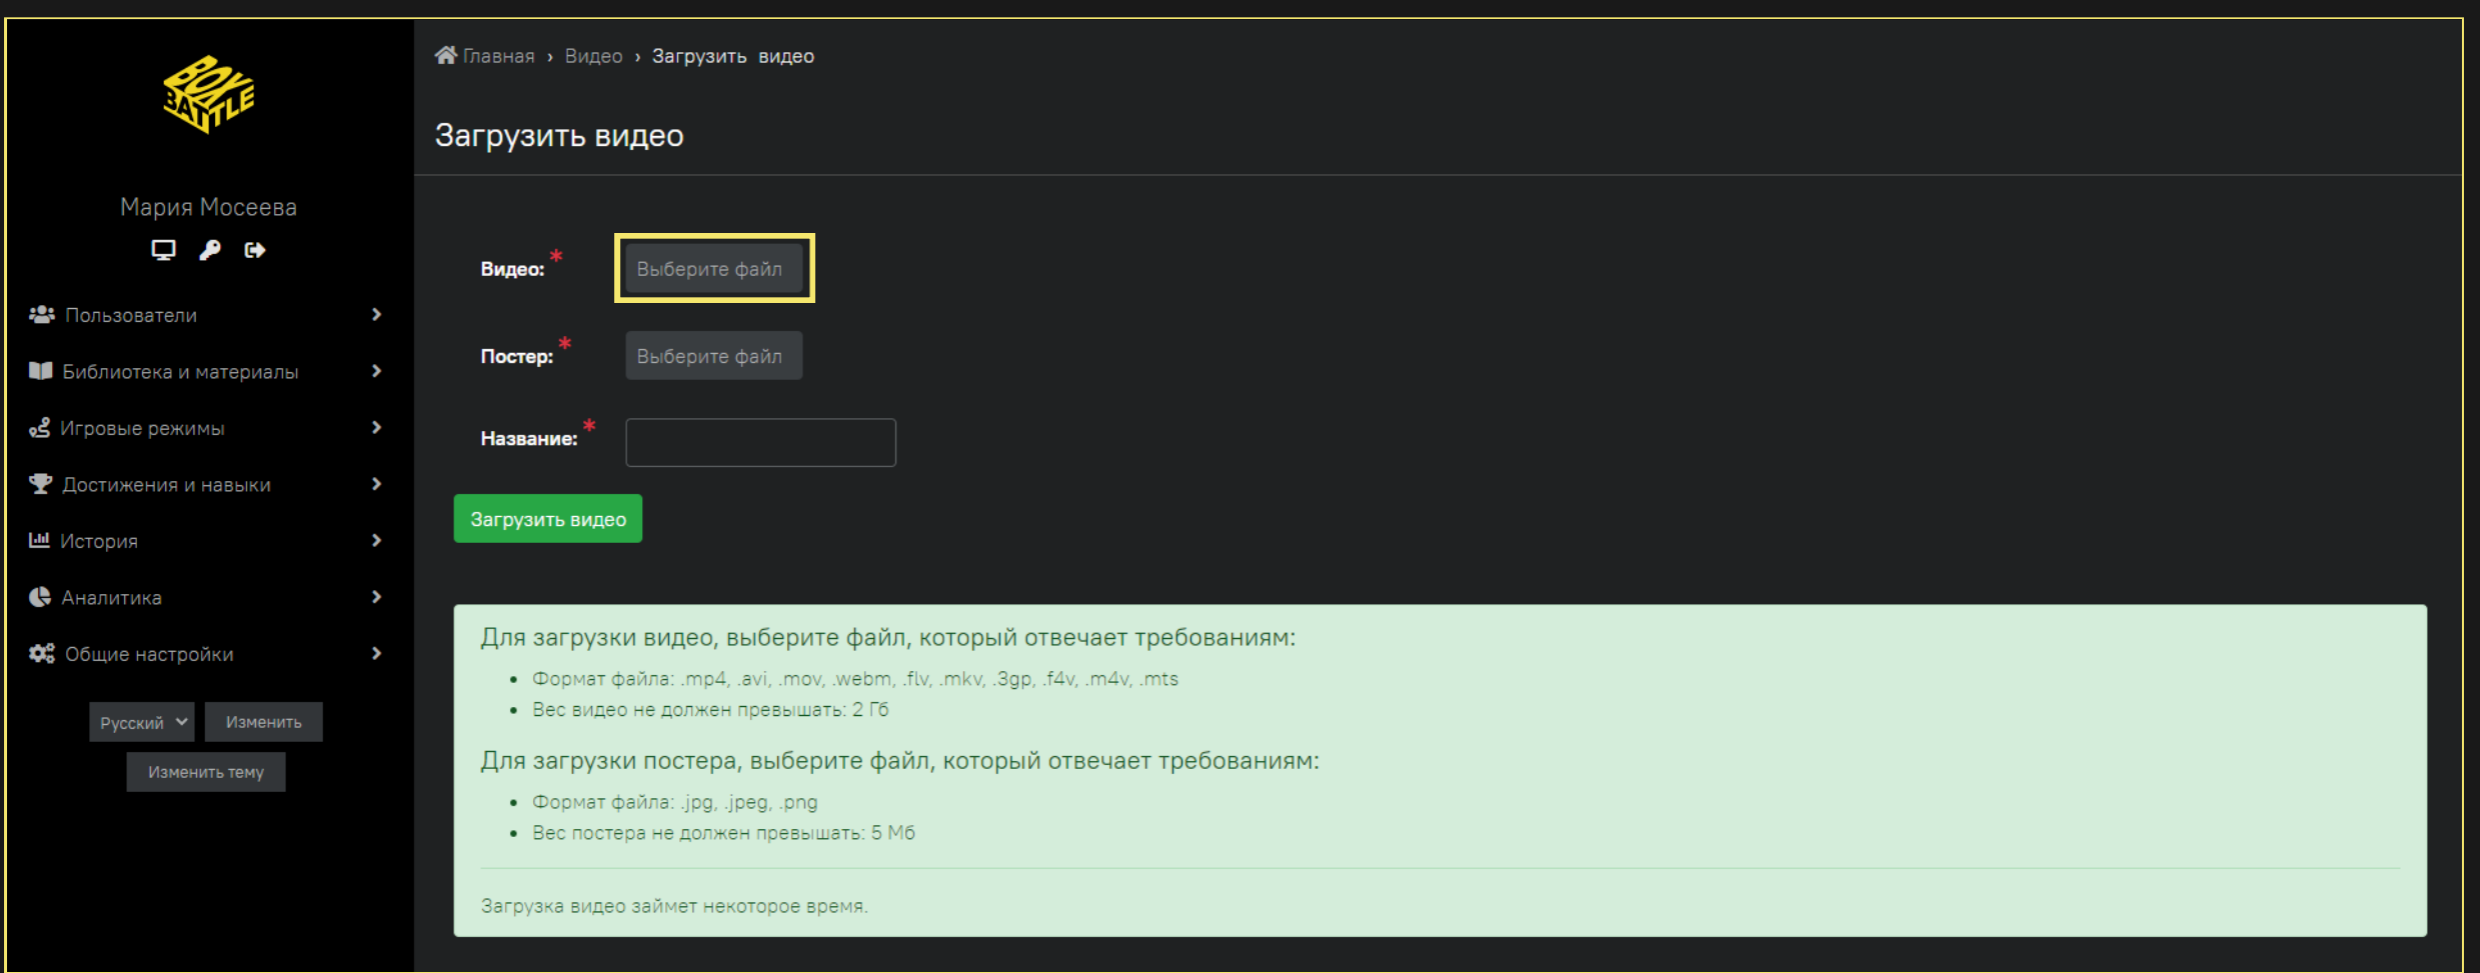 BOX
BATTLE
Мария Мосеева
Пользователи
Библиотека и материалы
Игровые режимы
Достижения и навыки
История
Аналитика
Общие настройки
Русский
Изменить
Изменить тему
Главная › Видео › Загрузить видео
Загрузить видео
Видео: *
Выберите файл
Постер: *
Выберите файл
Название: *
Загрузить видео
Для загрузки видео, выберите файл, который отвечает требованиям:
• Формат файла: .mp4, .avi, .mov, .webm, .flv, .mkv, .3gp, .f4v, .m4v, .mts
• Вес видео не должен превышать: 2 Гб
Для загрузки постера, выберите файл, который отвечает требованиям:
• Формат файла: .jpg, .jpeg, .png
• Вес постера не должен превышать: 5 Мб
Загрузка видео займет некоторое время.